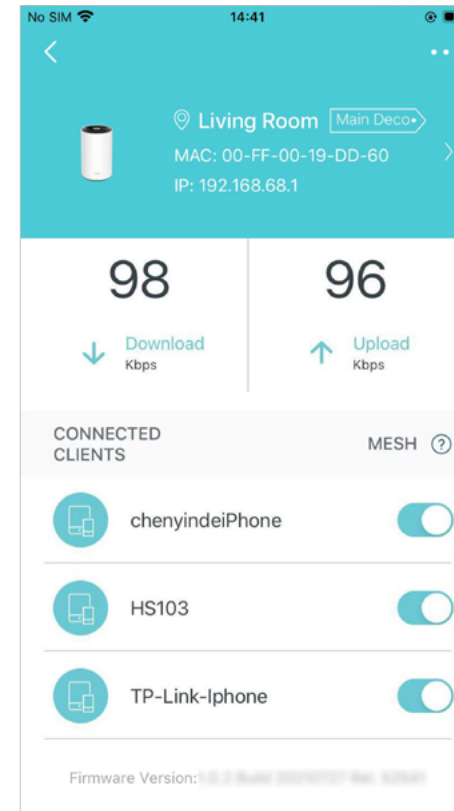 No SIM 14:41
Living Room Main Deco
MAC: 00-FF-00-19-DD-60
IP: 192.168.68.1
98 96
Download Upload
Kbps Kbps
CONNECTED
CLIENTS MESH ?
chenyindeiPhone
HS103
TP-Link-Iphone
Firmware Version: